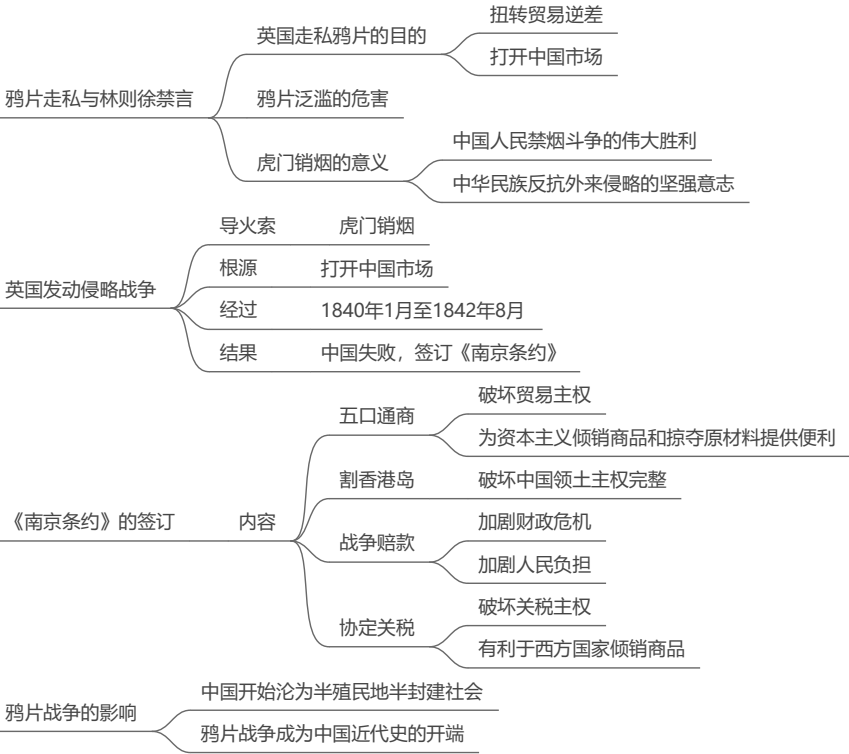 鸦片走私与林则徐禁言
英国走私鸦片的目的
扭转贸易逆差
打开中国市场
鸦片泛滥的危害
虎门销烟的意义
中国人民禁烟斗争的伟大胜利
中华民族反抗外来侵略的坚强意志
英国发动侵略战争
导火索
虎门销烟
根源
打开中国市场
经过
1840年1月至1842年8月
结果
中国失败，签订《南京条约》
《南京条约》的签订
内容
五口通商
破坏贸易主权
为资本主义倾销商品和掠夺原材料提供便利
割香港岛
破坏中国领土主权完整
战争赔款
加剧财政危机
加剧人民负担
协定关税
破坏关税主权
有利于西方国家倾销商品
鸦片战争的影响
中国开始沦为半殖民地半封建社会
鸦片战争成为中国近代史的开端